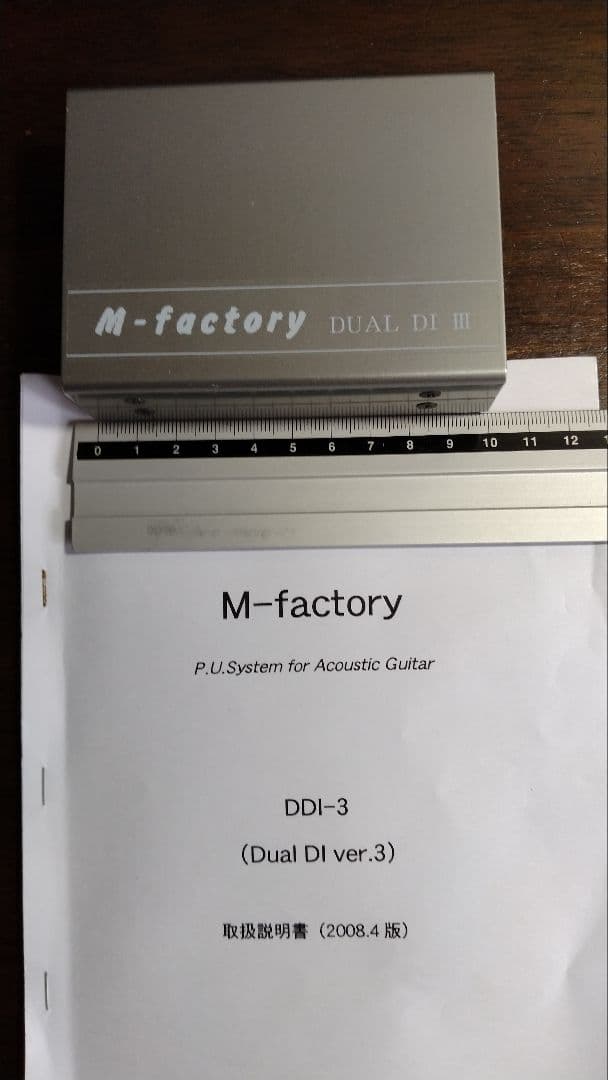 M-factory DUAL DI III
0 1 2 3 4 5 6 7 8 9 10 11 12
M-factory
P.U.System for Acoustic Guitar
DDI-3
(Dual DI ver.3)
取扱説明書（2008.4 版）